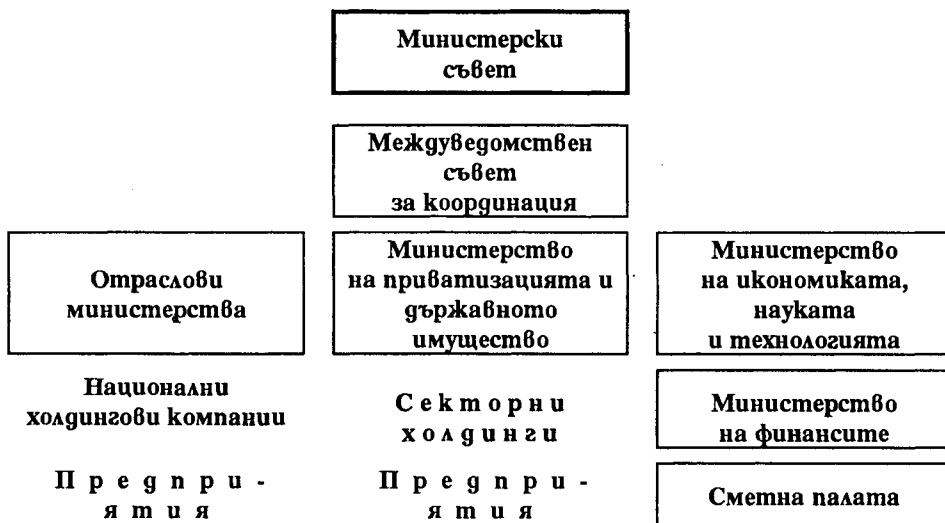 Министерски
съвет
Междуведомствен
съвет
за координация
Отраслови
министерства
Министерство
на приватизацията и
държавното
имущество
Министерство
на икономиката,
науката
и технологията
Национални
холдингови компании
Секторни
холдинги
Министерство
на финансите
Предпри-
ятия
Предпри-
ятия
Сметна палата